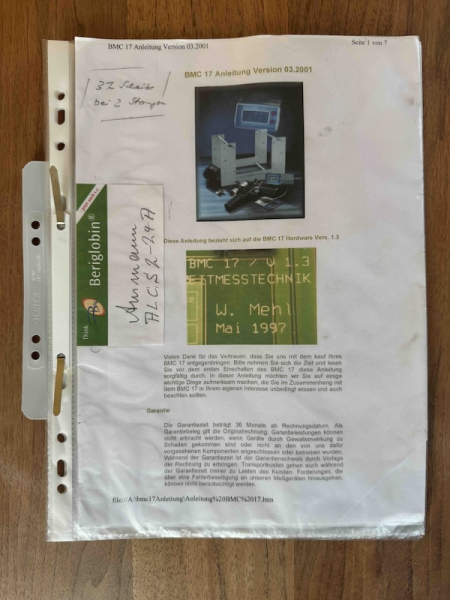 BMC 17 Anleitung Version 03.2001
Seite 1 von 7
BMC 17 Anleitung Version 03.2001
bei 2
Diese Anleitung bezieht sich auf die BMC 17 Hardware Vers. 1.3
BMC 17 / V 1.3
EITMESSTECHNIK
W. Mehl
Mai 1997
Think
Beriglobin®
Ammann
Vielen Dank für das Vertrauen, dass Sie uns mit dem kauf Ihres
BMC 17 entgegenbringen. Bitte nehmen Sie sich die Zeit und lesen
Sie vor dem ersten Einschalten des BMC 17 diese Anleitung
sorgfältig durch. In dieser Anleitung möchten wir Sie auf einige
wichtige Dinge aufmerksam machen, die Sie im Zusammenhang mit
dem BMC 17 in Ihrem eigenen Interesse unbedingt wissen und auch
beachten sollten.
Garantie
Die Garantiezeit beträgt 36 Monate ab Rechnungsdatum. Als
Garantiebeleg gilt die Originalrechnung. Garantieleistungen können
nicht erbracht werden, wenn Geräte durch Gewalteinwirkung zu
Schaden gekommen sind oder nicht an den von uns dafür
vorgesehenen Komponenten angeschlossen oder betrieben wurden.
Während der Garantiezeit ist der Garantienachweis durch Vorlage
der Rechnung zu erbringen. Transportkosten gehen auch während
der Garantiezeit immer zu Lasten des Kunden. Forderungen, die
über eine Fehlerbeseitigung an unseren Meßgeräten hinausgehen,
können nicht berücksichtigt werden.
file://A:\bmc17Anleitung\Anleitung%20BMC%2017.htm